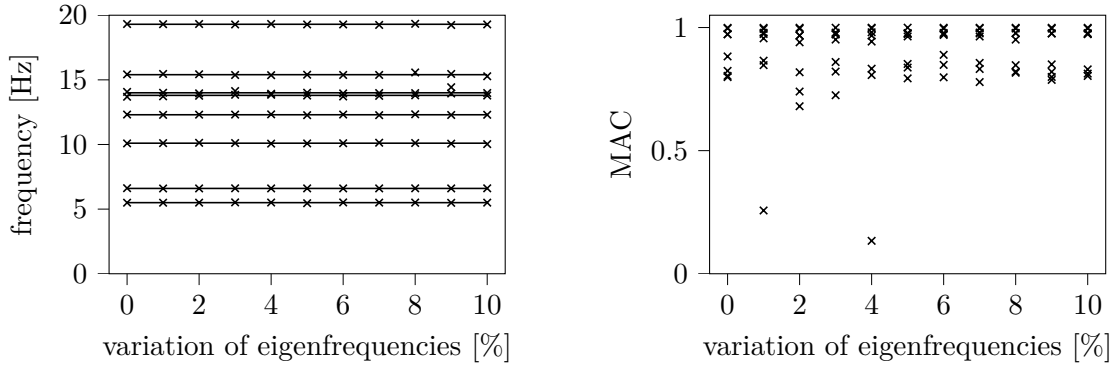 20
15
10
5
0
frequency [Hz]
0 2 4 6 8 10
variation of eigenfrequencies [%]
1
0.5
0
MAC
0 2 4 6 8 10
variation of eigenfrequencies [%]